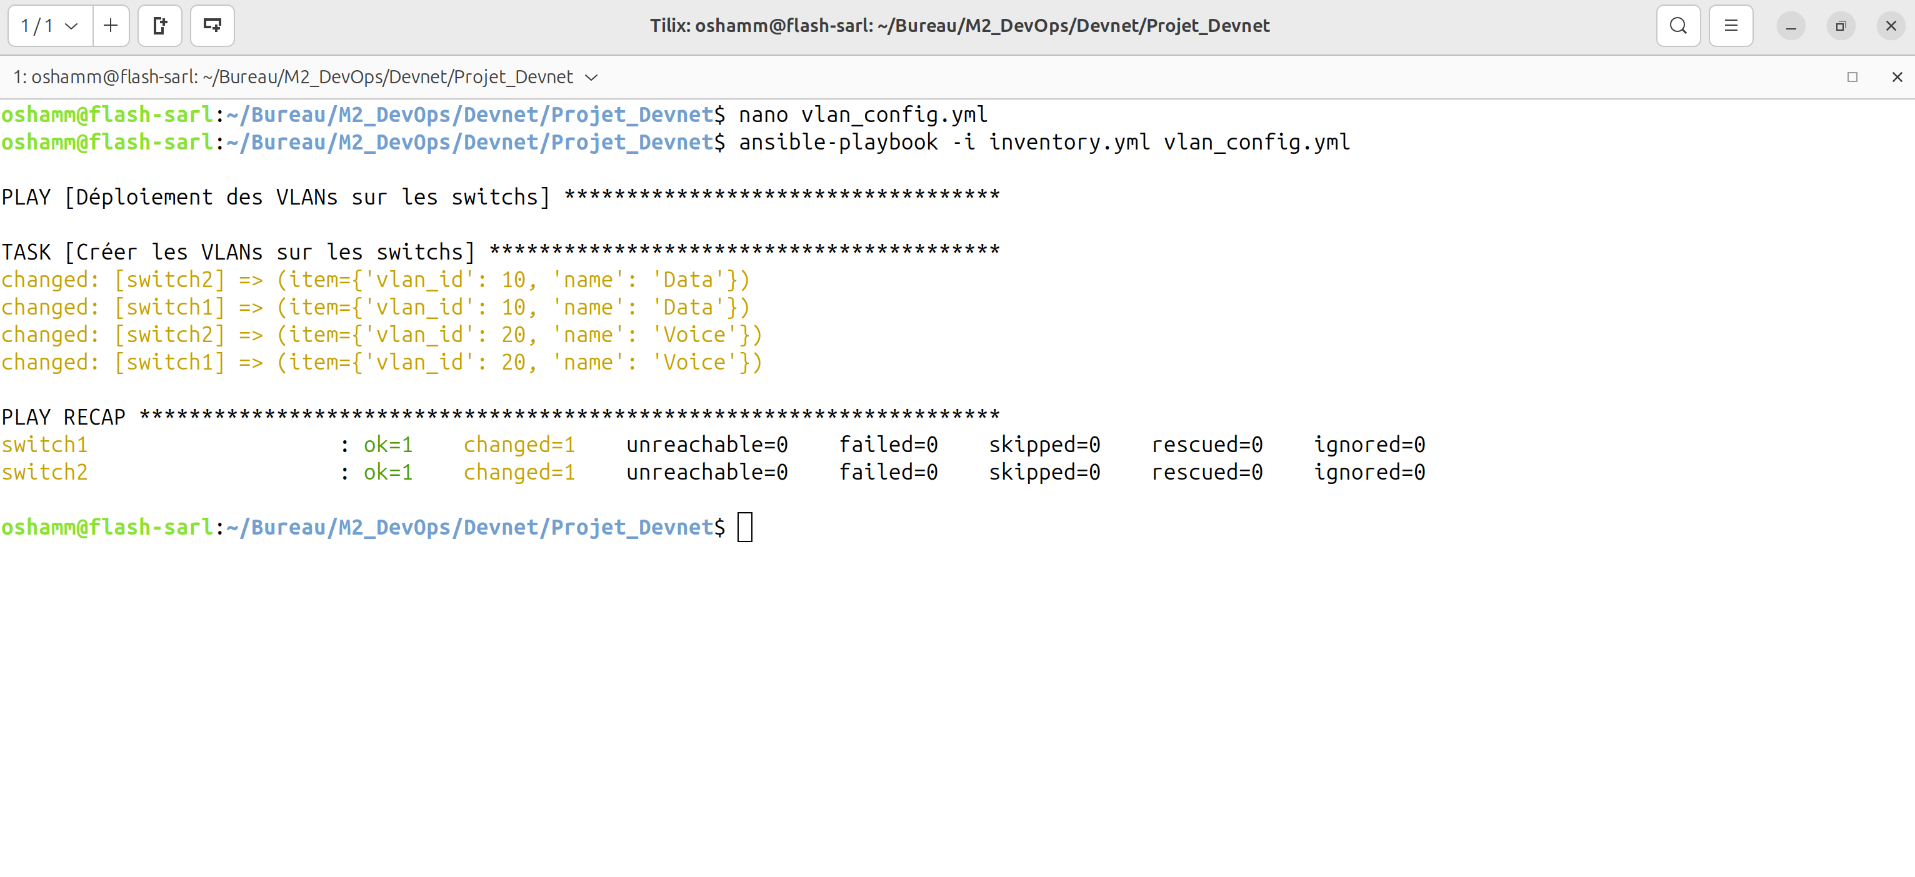 1 / 1
Tilix: oshamm@flash-sarl: ~/Bureau/M2_DevOps/Devnet/Projet_Devnet
1: oshamm@flash-sarl: ~/Bureau/M2_DevOps/Devnet/Projet_Devnet
oshamm@flash-sarl:~/Bureau/M2_DevOps/Devnet/Projet_Devnet$ nano vlan_config.yml
oshamm@flash-sarl:~/Bureau/M2_DevOps/Devnet/Projet_Devnet$ ansible-playbook -i inventory.yml vlan_config.yml
PLAY [Déploiement des VLANs sur les switchs] ***********************************
TASK [Créer les VLANs sur les switchs] *****************************************
changed: [switch2] => (item={'vlan_id': 10, 'name': 'Data'})
changed: [switch1] => (item={'vlan_id': 10, 'name': 'Data'})
changed: [switch2] => (item={'vlan_id': 20, 'name': 'Voice'})
changed: [switch1] => (item={'vlan_id': 20, 'name': 'Voice'})
PLAY RECAP *********************************************************************
switch1                    : ok=1    changed=1    unreachable=0    failed=0    skipped=0    rescued=0    ignored=0
switch2                    : ok=1    changed=1    unreachable=0    failed=0    skipped=0    rescued=0    ignored=0
oshamm@flash-sarl:~/Bureau/M2_DevOps/Devnet/Projet_Devnet$